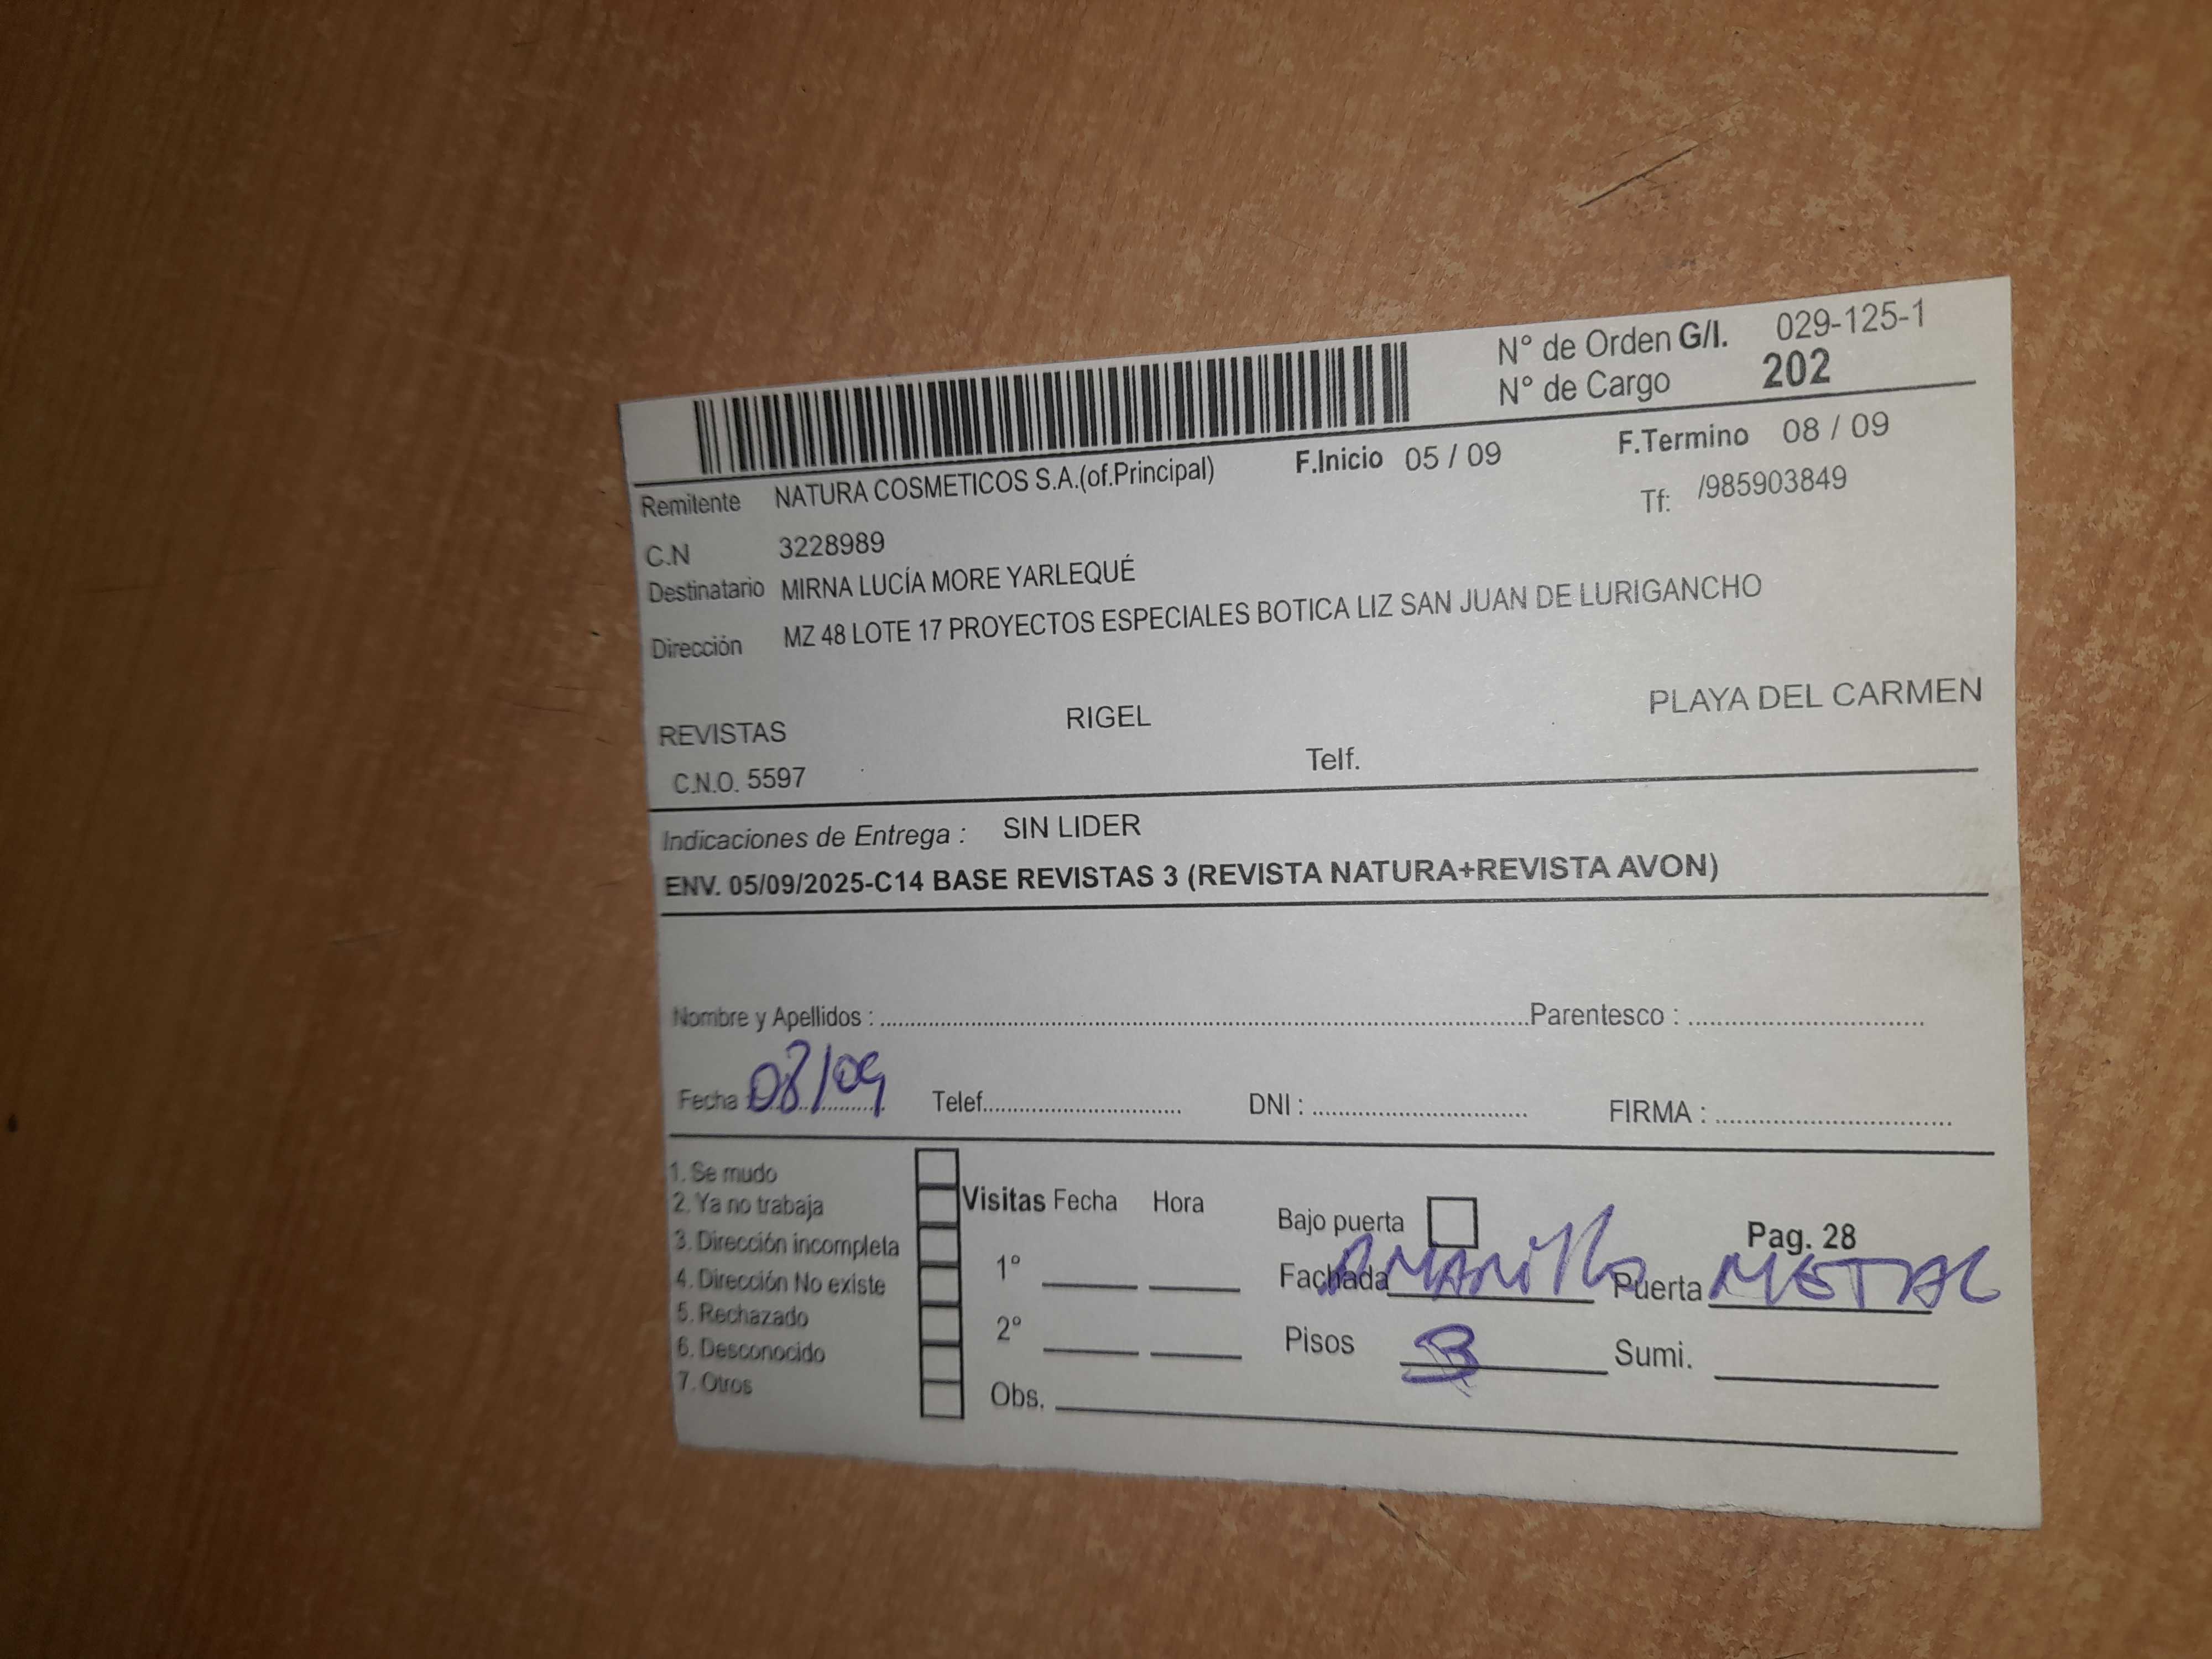 N° de Orden G/I. 029-125-1
N° de Cargo 202
F.Inicio 05 / 09 F.Termino 08 / 09
Remitente NATURA COSMETICOS S.A.(of.Principal) Tf: /985903849
C.N 3228989
Destinatario MIRNA LUCÍA MORE YARLEQUÉ
Dirección MZ 48 LOTE 17 PROYECTOS ESPECIALES BOTICA LIZ SAN JUAN DE LURIGANCHO
REVISTAS RIGEL PLAYA DEL CARMEN
C.N.O. 5597 Telf.
Indicaciones de Entrega : SIN LIDER
ENV. 05/09/2025-C14 BASE REVISTAS 3 (REVISTA NATURA+REVISTA AVON)
Nombre y Apellidos : Parentesco :
Fecha 08/09 Telef. DNI : FIRMA :
1. Se mudo
2. Ya no trabaja
3. Dirección incompleta
4. Dirección No existe
5. Rechazado
6. Desconocido
7. Otros
Visitas Fecha Hora
1°
2°
Obs.
Bajo puerta Pag. 28
Fachada AMARillo Puerta METAL
Pisos 3 Sumi.